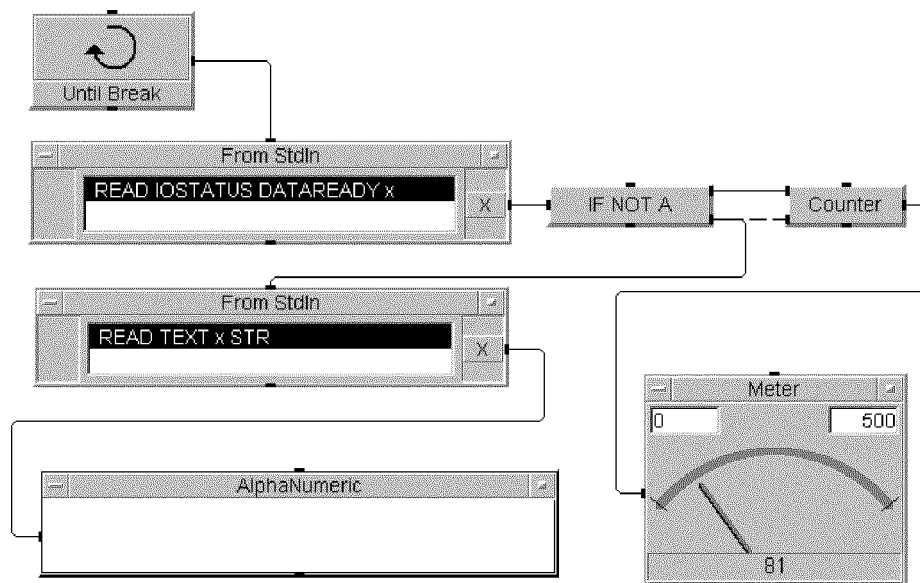 Until Break
From StdIn
READ IOSTATUS DATAREADY x
X
IF NOT A
Counter
From StdIn
READ TEXT x STR
X
Meter
0
500
AlphaNumeric
81